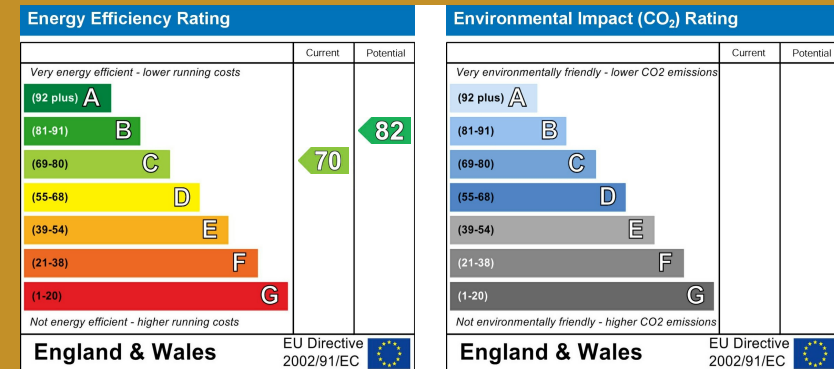 Energy Efficiency Rating
Current Potential
Very energy efficient - lower running costs
(92 plus) A
(81-91) B 82
(69-80) C 70
(55-68) D
(39-54) E
(21-38) F
(1-20) G
Not energy efficient - higher running costs
England & Wales
EU Directive
2002/91/EC
Environmental Impact (CO₂) Rating
Current Potential
Very environmentally friendly - lower CO2 emissions
(92 plus) A
(81-91) B
(69-80) C
(55-68) D
(39-54) E
(21-38) F
(1-20) G
Not environmentally friendly - higher CO2 emissions
England & Wales
EU Directive
2002/91/EC